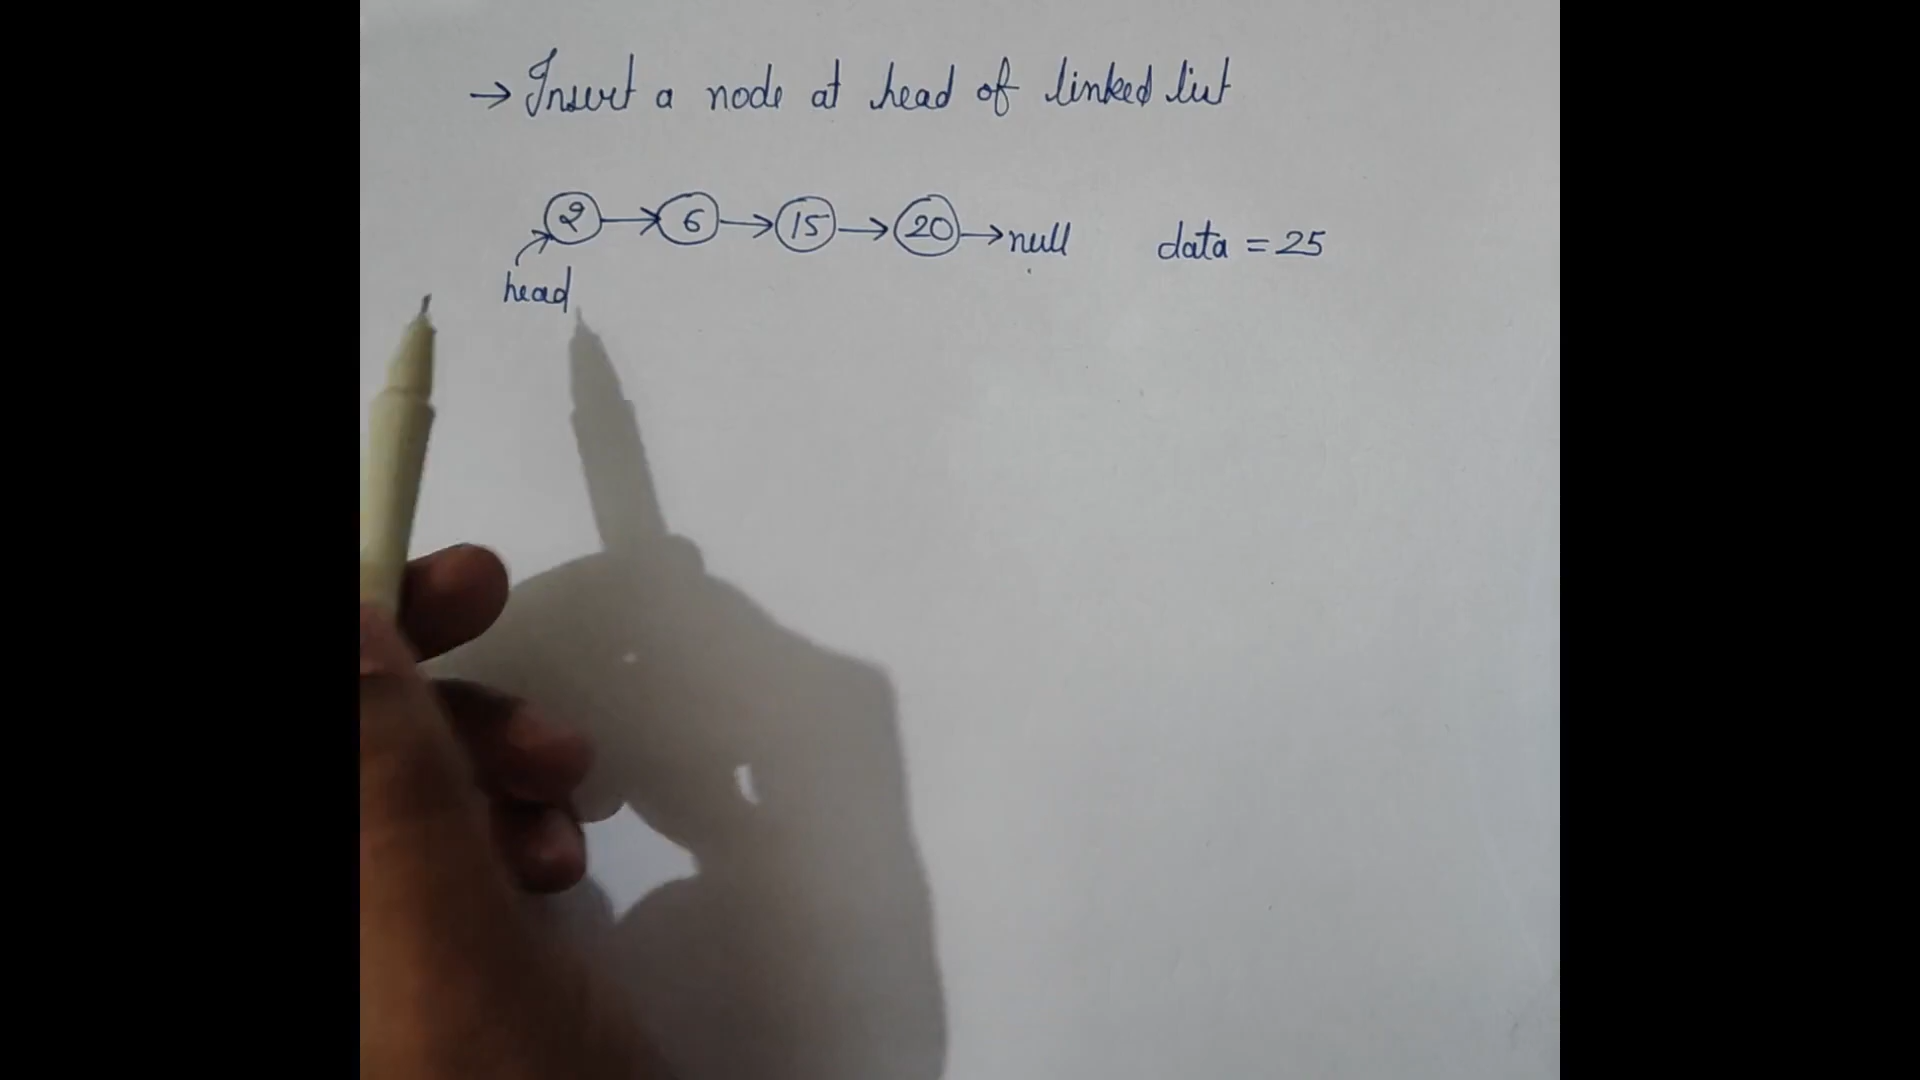 → Insert a node at head of linked list
2 → 6 → 15 → 20 → null data = 25
head